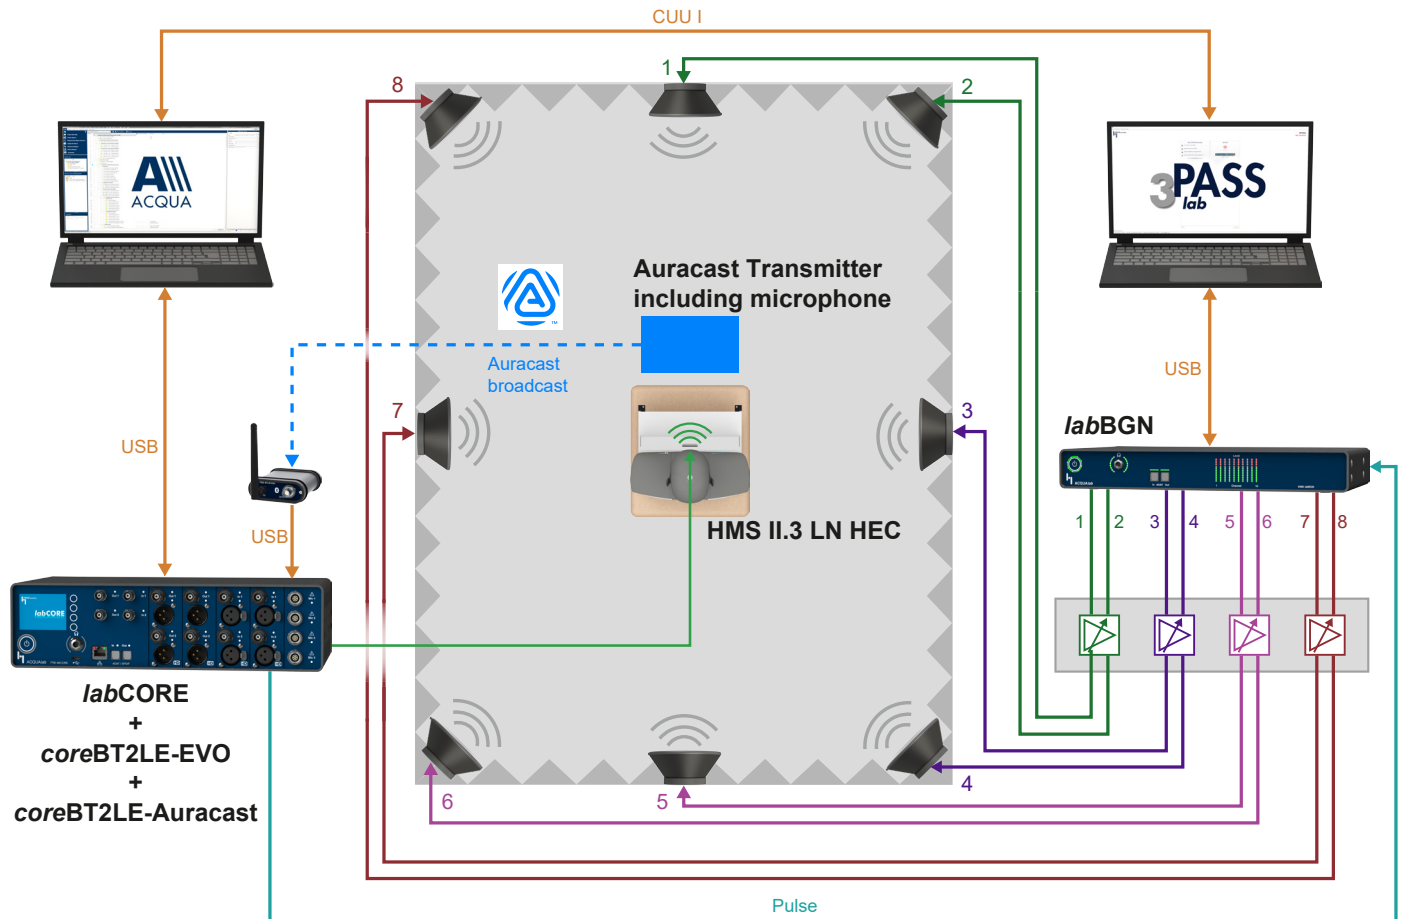 CUU I
1
8
2
A
ACQUA
3PASS
lab
Auracast Transmitter
including microphone
Auracast
broadcast
USB
USB
7
3
labBGN
USB
HMS II.3 LN HEC
1
2
3
4
5
6
7
8
labCORE
labCORE
+
coreBT2LE-EVO
+
coreBT2LE-Auracast
6
5
4
Pulse